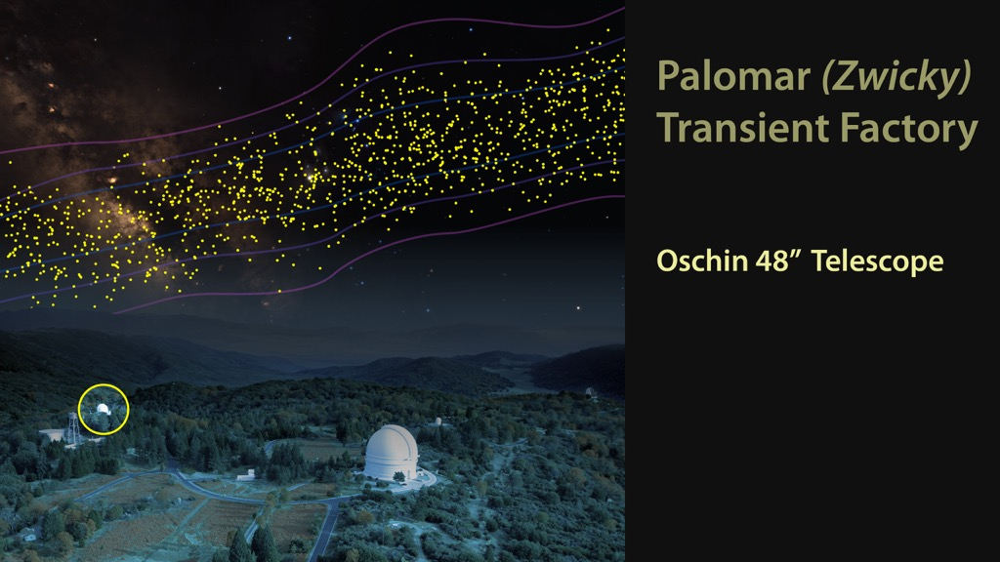 Palomar (Zwicky)
Transient Factory
Oschin 48” Telescope